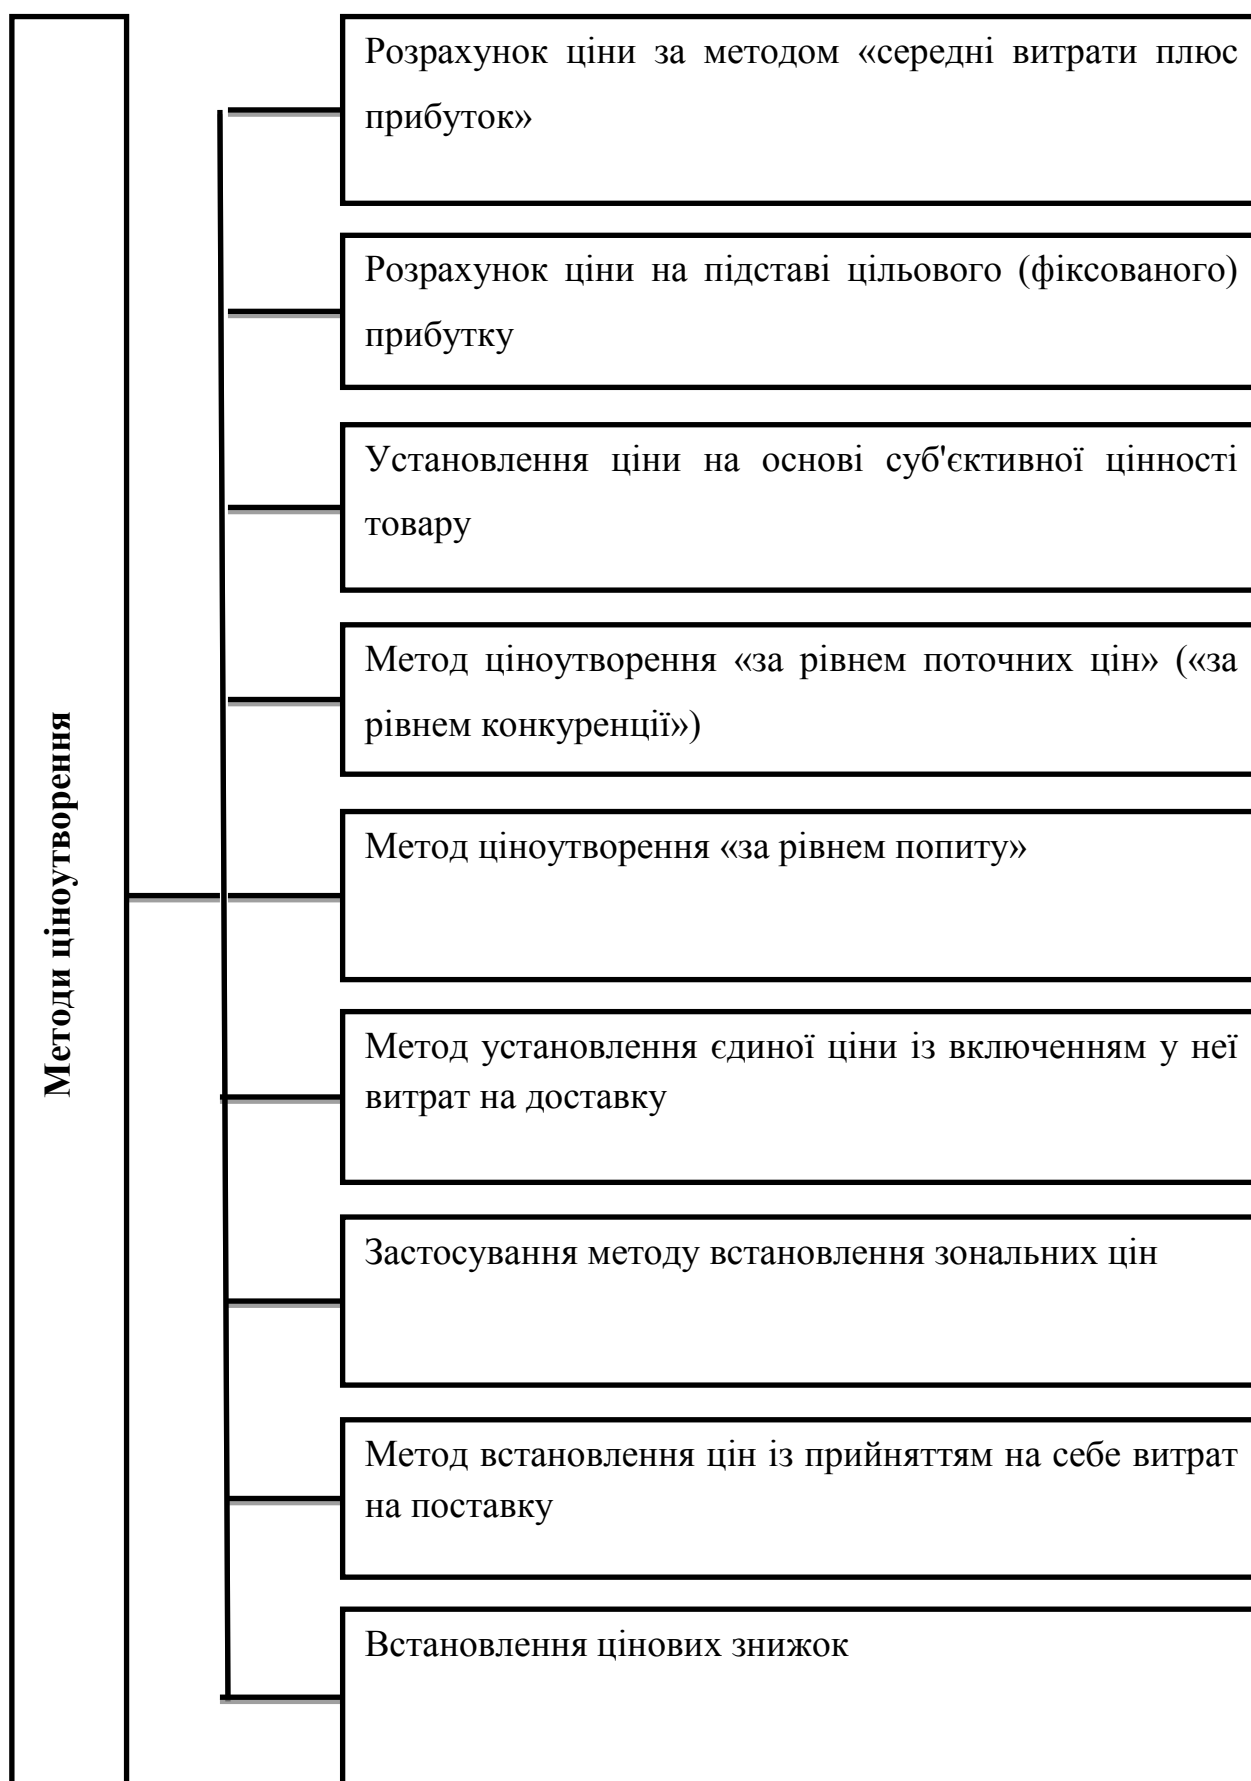 Методи ціноутворення
Розрахунок ціни за методом «середні витрати плюс
прибуток»
Розрахунок ціни на підставі цільового (фіксованого)
прибутку
Установлення ціни на основі суб'єктивної цінності
товару
Метод ціноутворення «за рівнем поточних цін» («за
рівнем конкуренції»)
Метод ціноутворення «за рівнем попиту»
Метод установлення єдиної ціни із включенням у неї
витрат на доставку
Застосування методу встановлення зональних цін
Метод встановлення цін із прийняттям на себе витрат
на поставку
Встановлення цінових знижок